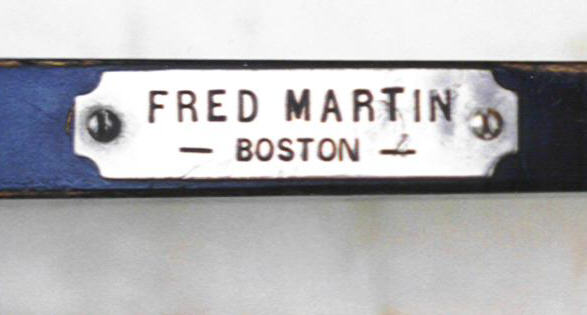 FRED MARTIN
— BOSTON —